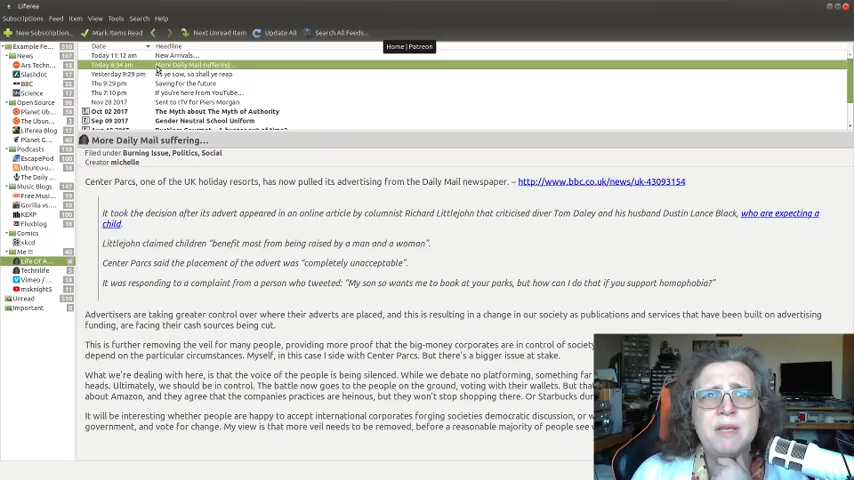 Liferea
Subscriptions Feed Item View Tools Search Help
New Subscription... Mark Items Read Next Unread Item Update All Search All Feeds...
Home | Patreon
Example Fe... 510
News 107
Ars Techn...
Slashdot
BBC
Science
Open Source
Planet Ub...
The Ubun...
Liferea Blog
Planet G...
Podcasts
EscapePod
Ubuntu-u...
Music Blogs 147
Free Musi...
Gorilla vs...
KEXP
Fluxblog
Comics
xkcd
Me !!!
Life Of A...
Technilife
Vimeo / ...
msknight5
Unread 510
Important
Date Headline
Today 11:12 am New Arrivals...
Today 8:34 am More Daily Mail suffering...
Yesterday 9:29 pm As ye sow, so shall ye reap
Thu 9:29 pm Saving for the future
Thu 7:10 pm If you're here from YouTube...
Nov 28 2017 Sent to ITV for Piers Morgan
Oct 02 2017 The Myth about The Myth of Authority
Sep 09 2017 Gender Neutral School Uniform
More Daily Mail suffering...
Filed under Burning Issue, Politics, Social
Creator michelle
Center Parcs, one of the UK holiday resorts, has now pulled its advertising from the Daily Mail newspaper. – http://www.bbc.co.uk/news/uk-43093154
It took the decision after its advert appeared in an online article by columnist Richard Littlejohn that criticised diver Tom Daley and his husband Dustin Lance Black, who are expecting a
child.
Littlejohn claimed children “benefit most from being raised by a man and a woman”.
Center Parcs said the placement of the advert was “completely unacceptable”.
It was responding to a complaint from a person who tweeted: “My son so wants me to book at your parks, but how can I do that if you support homophobia?”
Advertisers are taking greater control over where their adverts are placed, and this is resulting in a change in our society as publications and services that have been built on advertising
funding, are facing their cash sources being cut.
This is further removing the veil for many people, providing more proof that the big-money corporates are in control of society
depend on the particular circumstances. Myself, in this case I side with Center Parcs. But there's a bigger issue at stake.
What we're dealing with here, is that the voice of the people is being silenced. While we debate no platforming, something far
heads. Ultimately, we should be in control. The battle now goes to the people on the ground, voting with their wallets. But
about Amazon, and they agree that the companies practices are heinous, but they won't stop shopping there. Or Starbucks
It will be interesting whether people are happy to accept international corporates forging societies democratic discussion, or
government, and vote for change. My view is that more veil needs to be removed, before a reasonable majority of people see